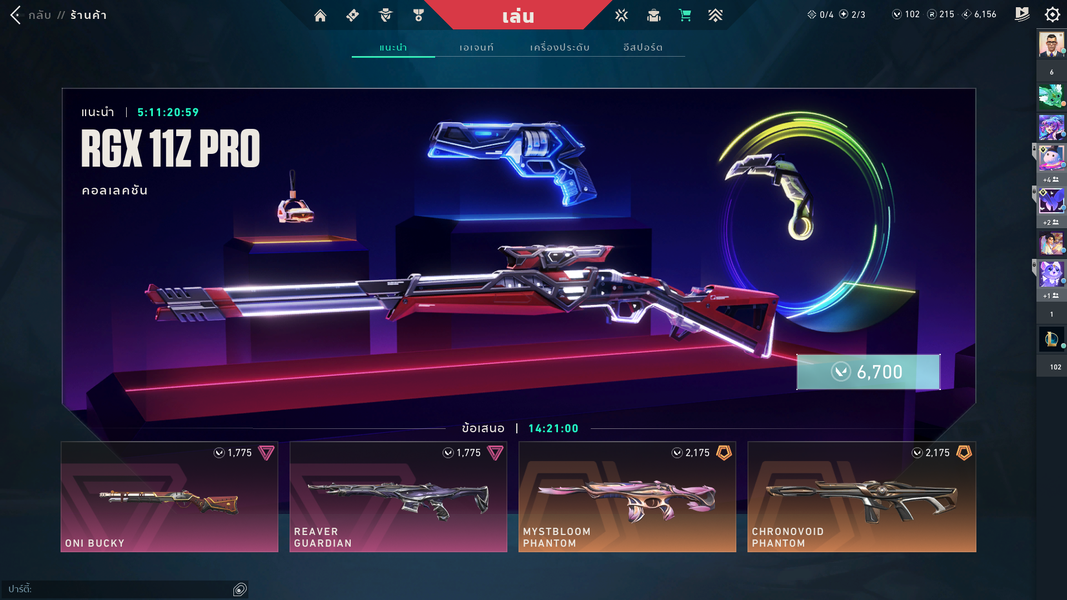 กลับ // ร้านค้า
เล่น
0/4 2/3
102 215 6,156
แนะนำ เอเจนท์ เครื่องประดับ อีสปอร์ต
แนะนำ | 5:11:20:59
RGX 11Z PRO
คอลเลคชัน
6,700
ข้อเสนอ | 14:21:00
1,775
ONI BUCKY
1,775
REAVER
GUARDIAN
2,175
MYSTBLOOM
PHANTOM
2,175
CHRONOVOID
PHANTOM
6
+4
+2
+1
1
102
ปาร์ตี้: